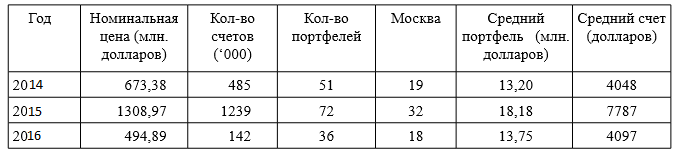 Год Номинальная Кол-во Кол-во Москва Средний Средний счет
цена (млн. счетов портфелей портфель (млн. (долларов)
долларов) (‘000) долларов)
2014 673,38 485 51 19 13,20 4048
2015 1308,97 1239 72 32 18,18 7787
2016 494,89 142 36 18 13,75 4097